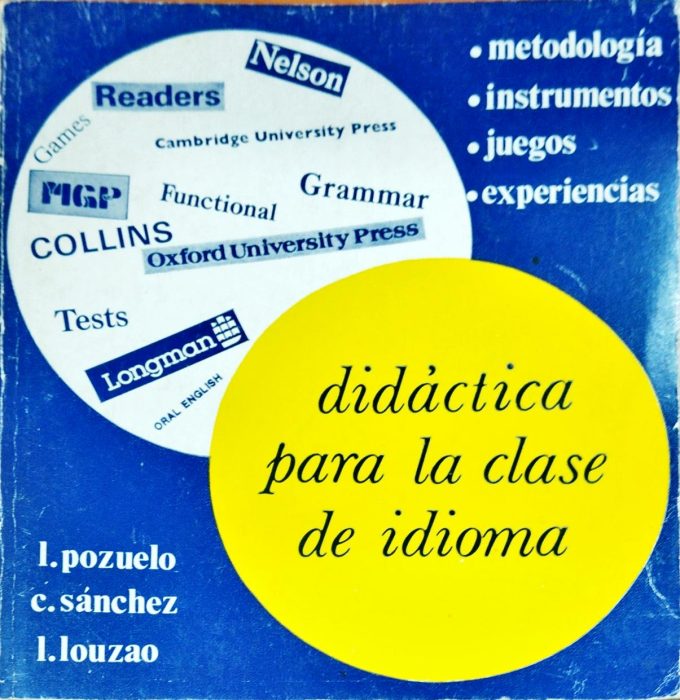 Nelson
Readers
Games
Cambridge University Press
MGP
Functional
Grammar
COLLINS
Oxford University Press
Tests
Longman
ORAL ENGLISH
• metodología
• instrumentos
• juegos
• experiencias
didáctica
para la clase
de idioma
l. pozuelo
c. sánchez
l. louzao